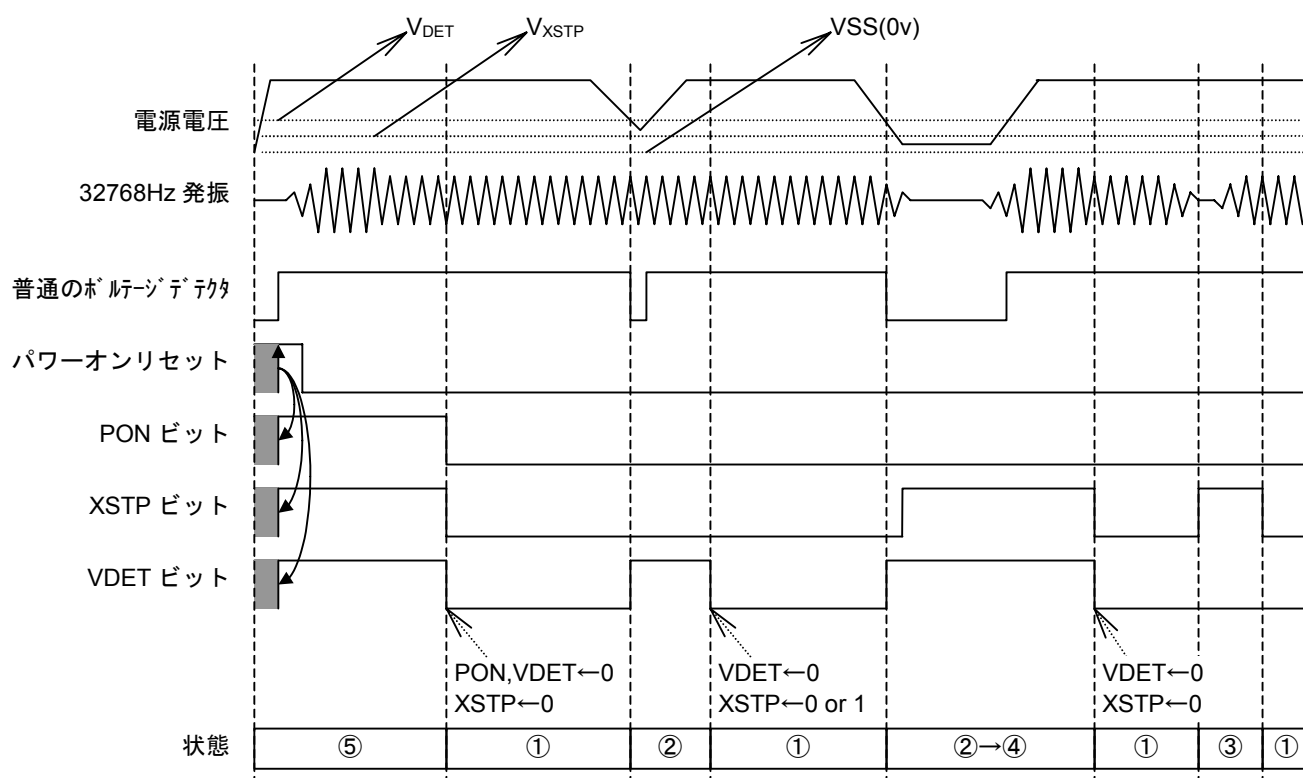 VDET VXSTP VSS(0v)
電源電圧
32768Hz 発振
普通のﾎﾞﾙﾃｰｼﾞﾃﾞﾃｸﾀ
パワーオンリセット
PON ビット
XSTP ビット
VDET ビット
PON,VDET←0 VDET←0 VDET←0
XSTP←0 XSTP←0 or 1 XSTP←0
状態 ⑤ ① ② ① ②→④ ① ③ ①